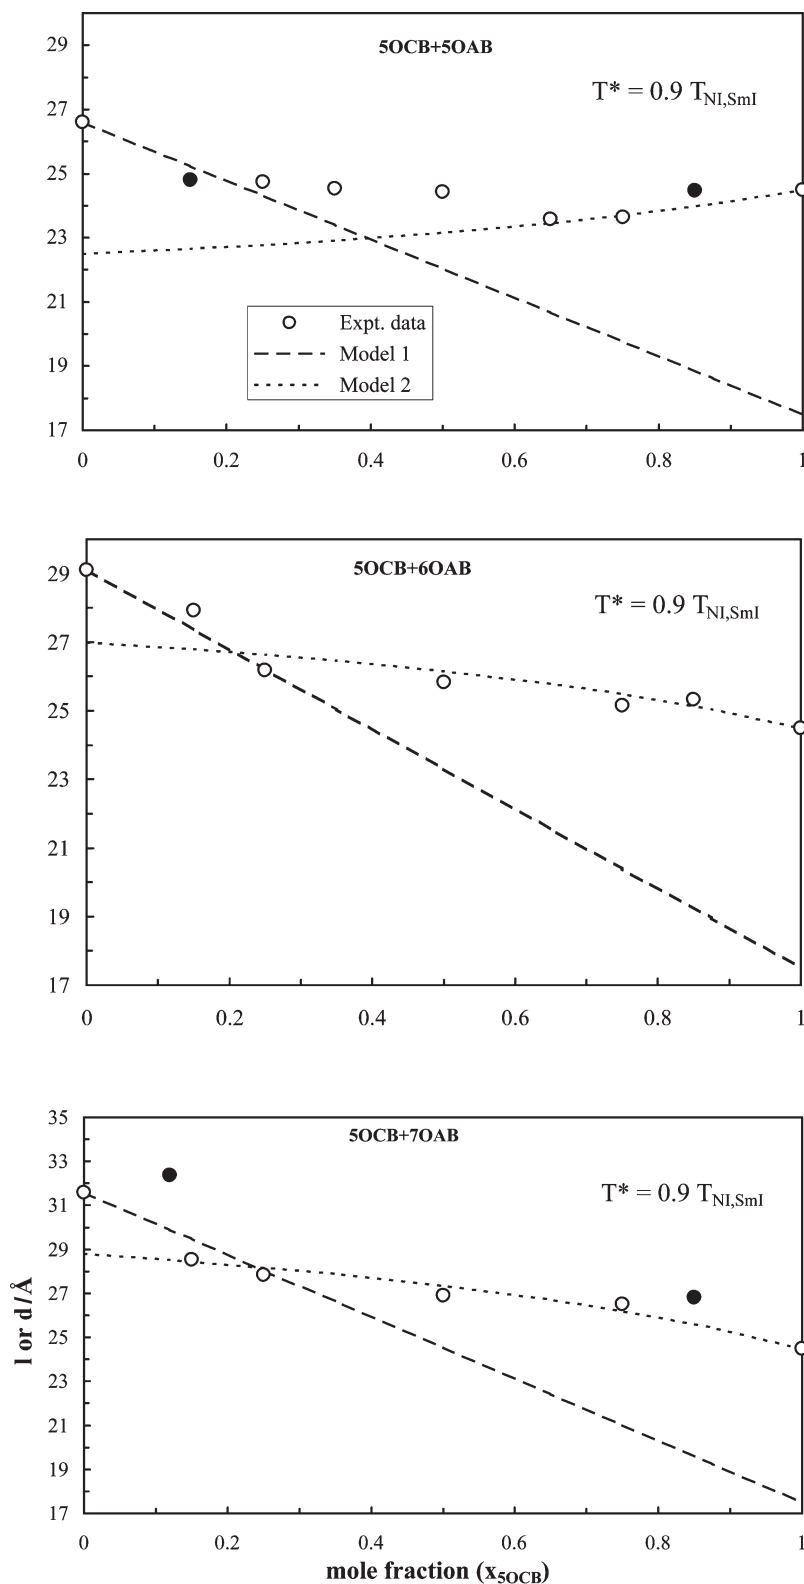 5OCB+5OAB
T* = 0.9 T_NI,SmI
29
27
25
23
21
19
17
Expt. data
Model 1
Model 2
0 0.2 0.4 0.6 0.8 1
5OCB+6OAB
T* = 0.9 T_NI,SmI
29
27
25
23
21
19
17
0 0.2 0.4 0.6 0.8 1
5OCB+7OAB
T* = 0.9 T_NI,SmI
35
33
31
29
27
25
23
21
19
17
l or d/Å
0 0.2 0.4 0.6 0.8 1
mole fraction (x_5OCB)